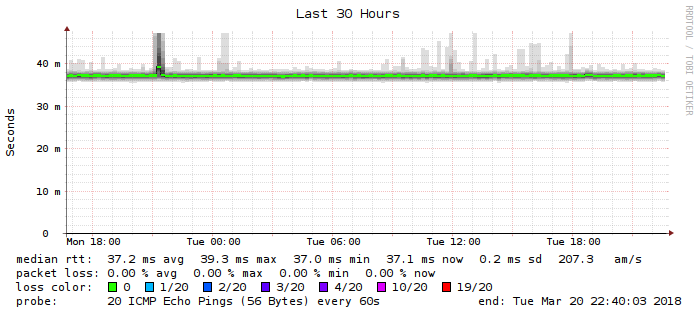 Last 30 Hours
RRDTOOL / TOBI OETIKER
Seconds
40 m
30 m
20 m
10 m
0
Mon 18:00 Tue 00:00 Tue 06:00 Tue 12:00 Tue 18:00
median rtt: 37.2 ms avg 39.3 ms max 37.0 ms min 37.1 ms now 0.2 ms sd 207.3 am/s
packet loss: 0.00 % avg 0.00 % max 0.00 % min 0.00 % now
loss color: 0 1/20 2/20 3/20 4/20 10/20 19/20
probe: 20 ICMP Echo Pings (56 Bytes) every 60s end: Tue Mar 20 22:40:03 2018